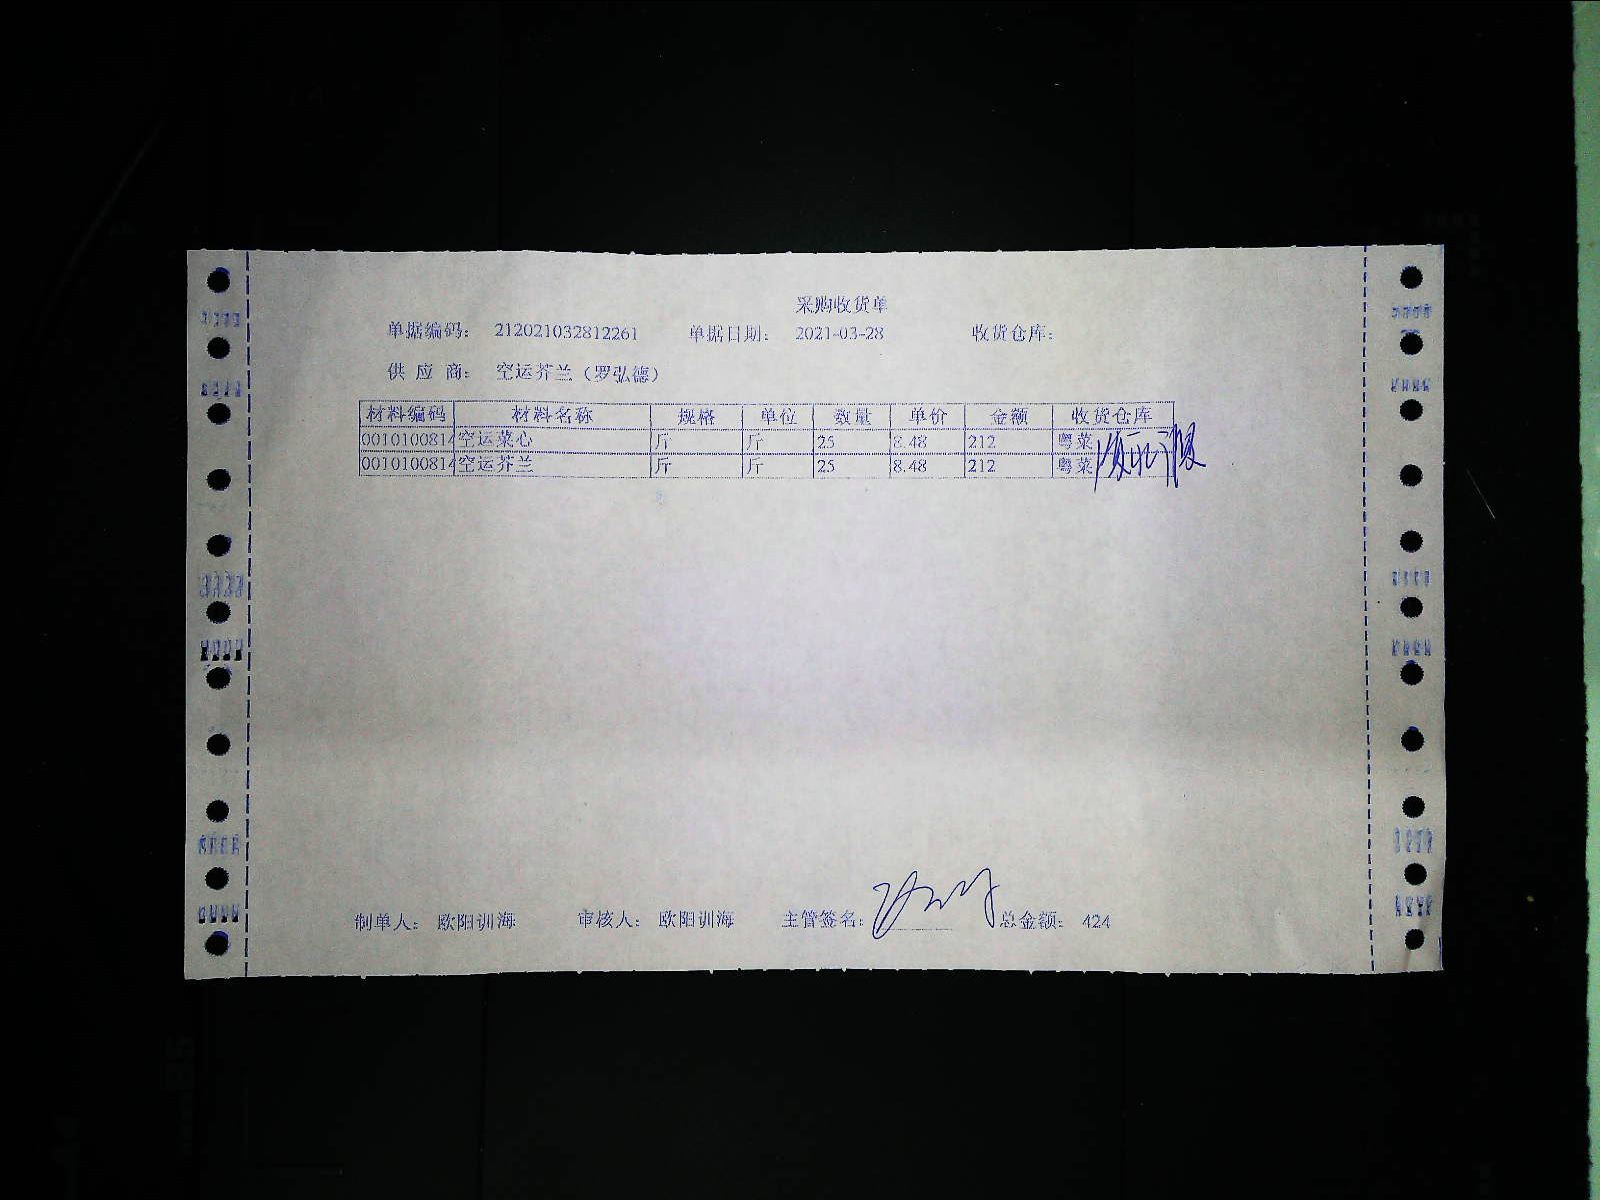 采购收货单
单据编码： 212021032812261 单据日期： 2021-03-28 收货仓库：
供 应 商： 空运芥兰（罗弘德）
材料编码 材料名称 规格 单位 数量 单价 金额 收货仓库
0010100814 空运菜心 斤 斤 25 8.48 212 粤菜
0010100814 空运芥兰 斤 斤 25 8.48 212 粤菜
制单人： 欧阳训海 审核人： 欧阳训海 主管签名： 总金额： 424